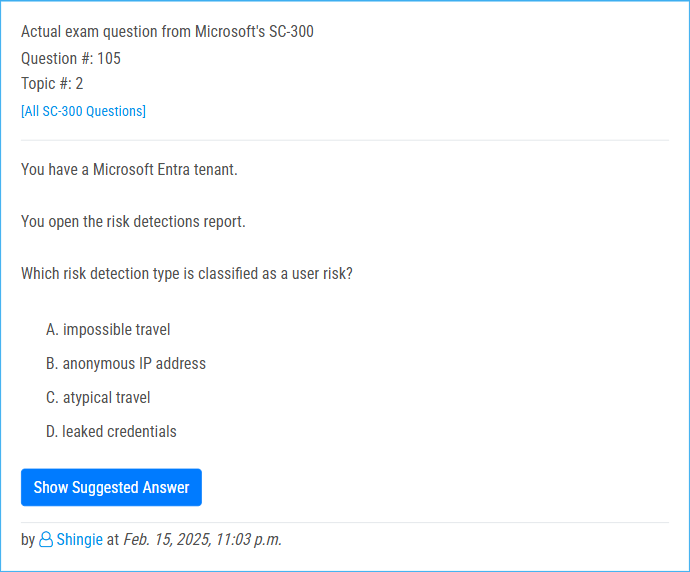 Actual exam question from Microsoft's SC-300
Question #: 105
Topic #: 2
[All SC-300 Questions]
You have a Microsoft Entra tenant.
You open the risk detections report.
Which risk detection type is classified as a user risk?
A. impossible travel
B. anonymous IP address
C. atypical travel
D. leaked credentials
Show Suggested Answer
by Shingie at Feb. 15, 2025, 11:03 p.m.